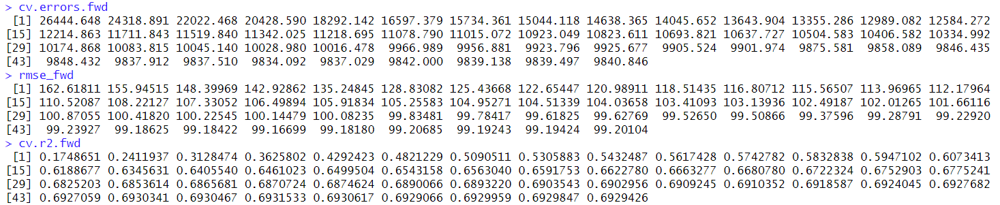 > cv.errors.fwd
 [1] 26444.648 24318.891 22022.468 20428.590 18292.142 16597.379 15734.361 15044.118 14638.365 14045.652 13643.904 13355.286 12989.082 12584.272
[15] 12214.863 11711.843 11519.840 11342.025 11218.695 11078.790 11015.072 10923.049 10823.611 10693.821 10637.727 10504.583 10406.582 10334.992
[29] 10174.868 10083.815 10045.140 10028.980 10016.478  9966.989  9956.881  9923.796  9925.677  9905.524  9901.974  9875.581  9858.089  9846.435
[43]  9848.432  9837.912  9837.510  9834.092  9837.029  9842.000  9839.138  9839.497  9840.846
> rmse_fwd
 [1] 162.61811 155.94515 148.39969 142.92862 135.24845 128.83082 125.43668 122.65447 120.98911 118.51435 116.80712 115.56507 113.96965 112.17964
[15] 110.52087 108.22127 107.33052 106.49894 105.91834 105.25583 104.95271 104.51339 104.03658 103.41093 103.13936 102.49187 102.01265 101.66116
[29] 100.87055 100.41820 100.22545 100.14479 100.08235  99.83481  99.78417  99.61825  99.62769  99.52650  99.50866  99.37596  99.28791  99.22920
[43]  99.23927  99.18625  99.18422  99.16699  99.18180  99.20685  99.19243  99.19424  99.20104
> cv.r2.fwd
 [1] 0.1748651 0.2411937 0.3128474 0.3625802 0.4292423 0.4821229 0.5090511 0.5305883 0.5432487 0.5617428 0.5742782 0.5832838 0.5947102 0.6073413
[15] 0.6188677 0.6345631 0.6405540 0.6461023 0.6499504 0.6543158 0.6563040 0.6591753 0.6622780 0.6663277 0.6680780 0.6722324 0.6752903 0.6775241
[29] 0.6825203 0.6853614 0.6865681 0.6870724 0.6874624 0.6890066 0.6893220 0.6903543 0.6902956 0.6909245 0.6910352 0.6918587 0.6924045 0.6927682
[43] 0.6927059 0.6930341 0.6930467 0.6931533 0.6930617 0.6929066 0.6929959 0.6929847 0.6929426